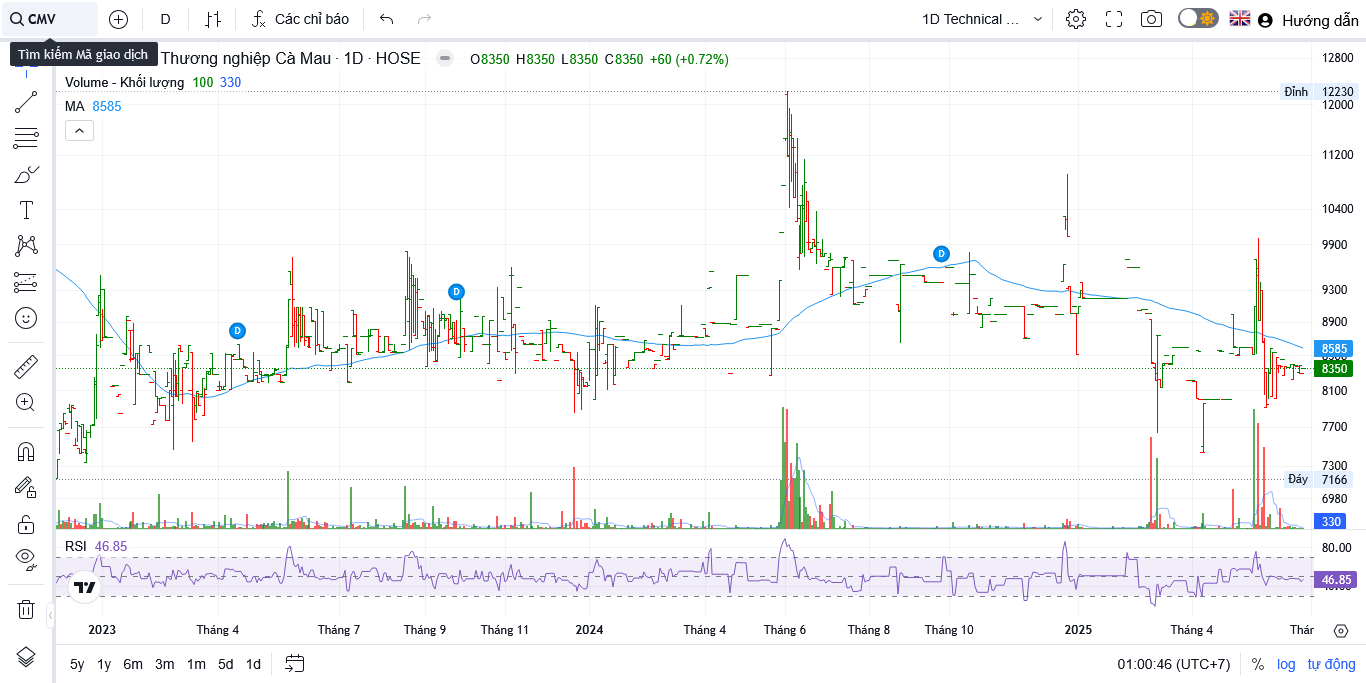 CMV
D
Các chỉ báo
1D Technical ...
Hướng dẫn
Tìm kiếm Mã giao dịch
Thương nghiệp Cà Mau · 1D · HOSE
O8350 H8350 L8350 C8350 +60 (+0.72%)
Volume - Khối lượng 100 330
MA 8585
12800
Đỉnh 12230
12000
11200
10400
9900
9300
8900
8585
8350
8100
7700
7300
Đáy 7166
6980
330
D
D
D
RSI 46.85
80.00
46.85
2023
Tháng 4
Tháng 7
Tháng 9
Tháng 11
2024
Tháng 4
Tháng 6
Tháng 8
Tháng 10
2025
Tháng 4
Thár
5y 1y 6m 3m 1m 5d 1d
01:00:46 (UTC+7)
% log tự động